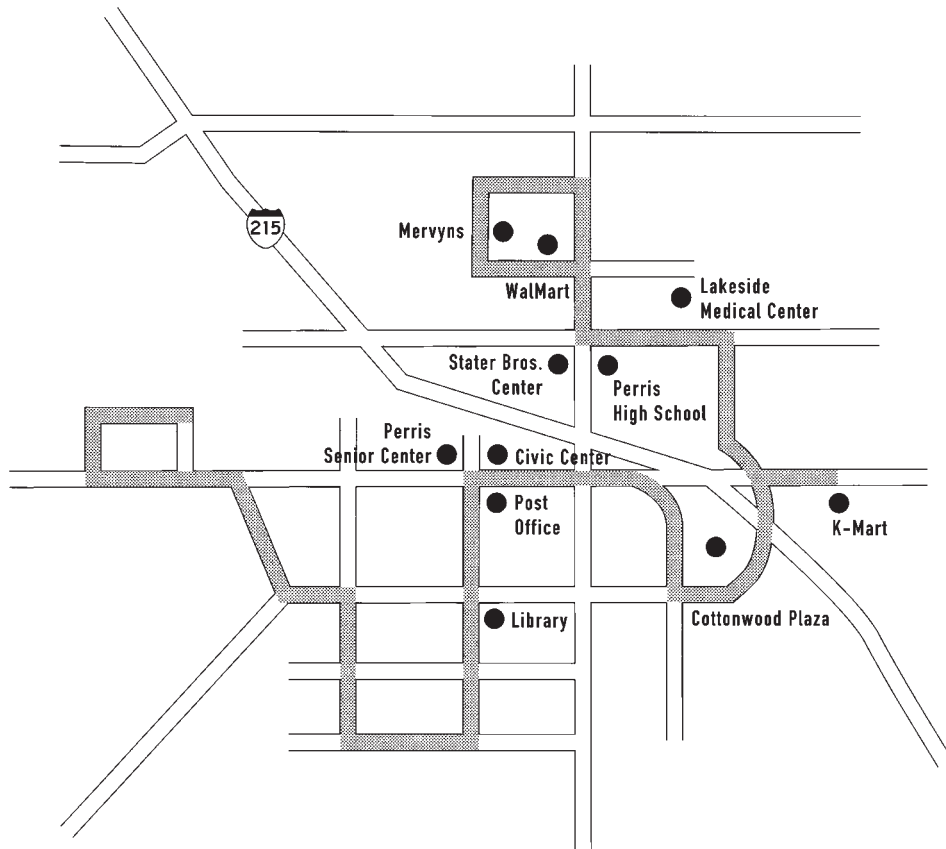 215
Mervyns
WalMart
Lakeside
Medical Center
Stater Bros.
Center
Perris
High School
Perris
Senior Center
Civic Center
Post
Office
K-Mart
Library
Cottonwood Plaza